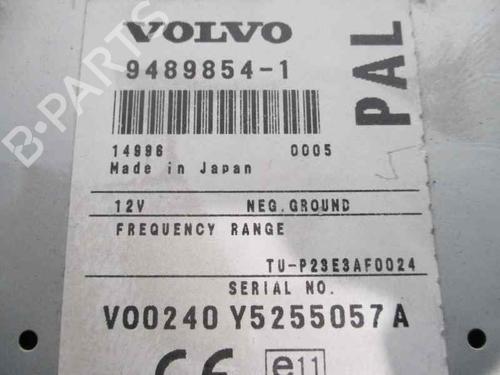 VOLVO
PAL
9489854-1
14996 0005
Made in Japan
12V NEG.GROUND
FREQUENCY RANGE
TU-P23E3AF0024
SERIAL NO.
V00240 Y5255057A
CE e11
B-PARTS